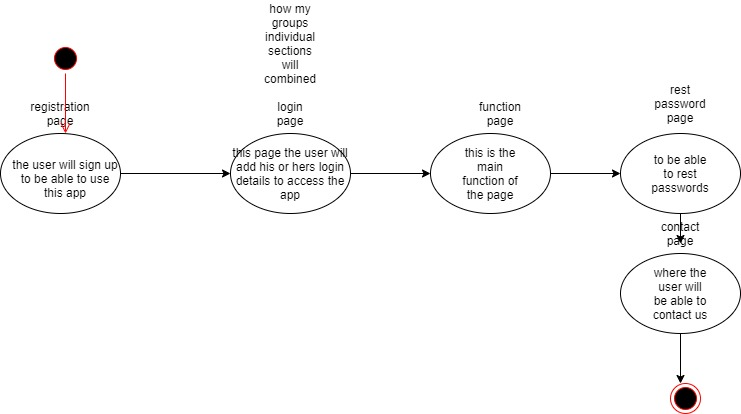 how my
groups
individual
sections
will
combined
registration
page
the user will sign up
to be able to use
this app
login
page
this page the user will
add his or hers login
details to access the
app
function
page
this is the
main
function of
the page
rest
password
page
to be able
to rest
passwords
contact
page
where the
user will
be able to
contact us